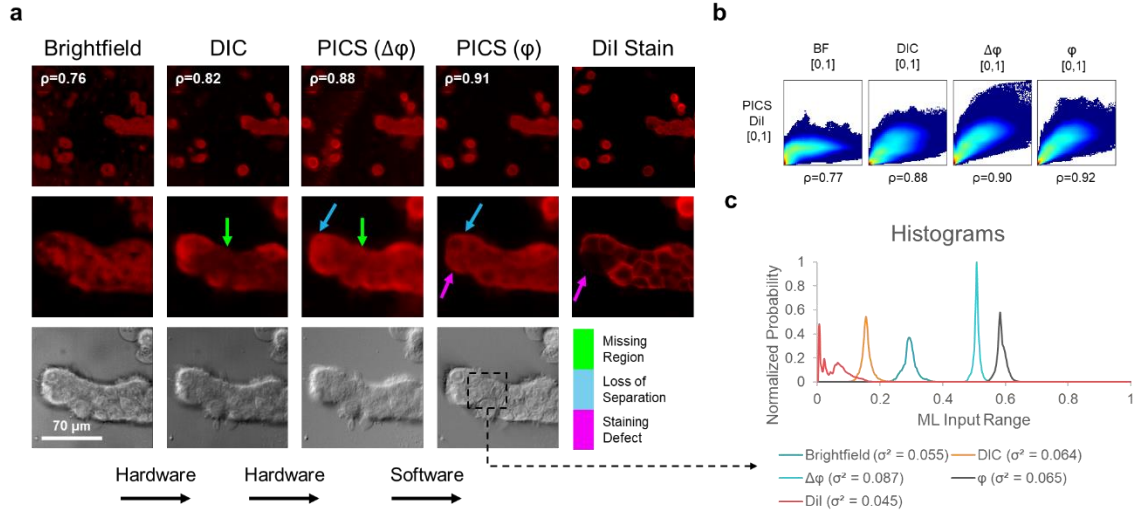 a
Brightfield
DIC
PICS (Δφ)
PICS (φ)
DiI Stain
ρ=0.76
ρ=0.82
ρ=0.88
ρ=0.91
Missing
Region
Loss of
Separation
Staining
Defect
70 μm
Hardware
Hardware
Software
b
BF
[0,1]
DIC
[0,1]
Δφ
[0,1]
φ
[0,1]
PICS
DiI
[0,1]
ρ=0.77
ρ=0.88
ρ=0.90
ρ=0.92
c
Histograms
Normalized Probability
1
0.8
0.6
0.4
0.2
0
0
0.2
0.4
0.6
0.8
1
ML Input Range
Brightfield (σ² = 0.055)
DIC (σ² = 0.064)
Δφ (σ² = 0.087)
φ (σ² = 0.065)
DiI (σ² = 0.045)